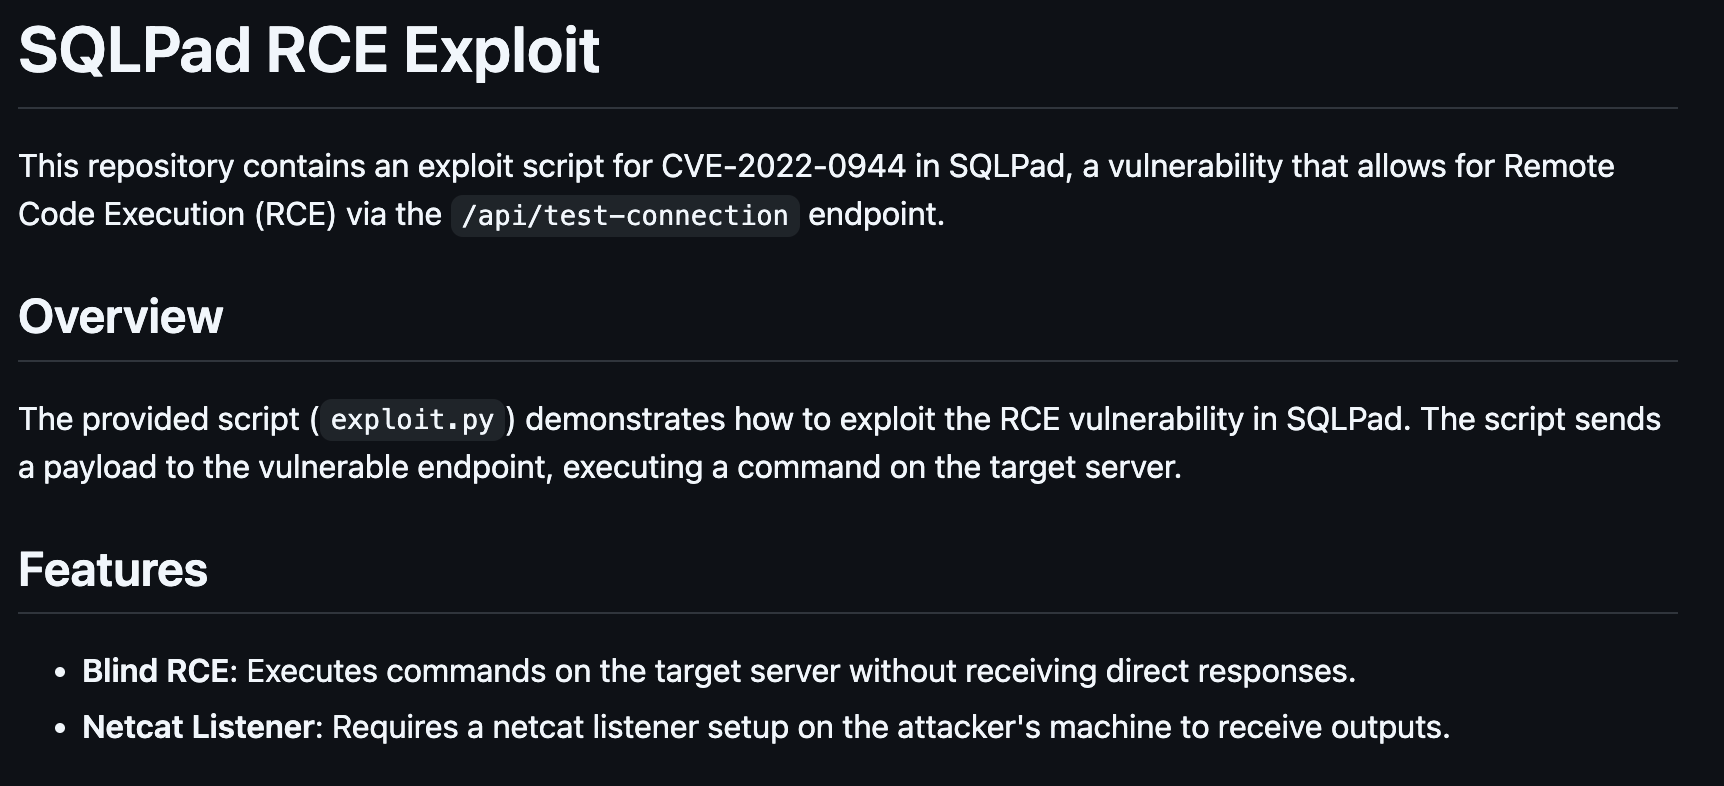 SQLPad RCE Exploit
This repository contains an exploit script for CVE-2022-0944 in SQLPad, a vulnerability that allows for Remote
Code Execution (RCE) via the /api/test-connection endpoint.
Overview
The provided script (exploit.py) demonstrates how to exploit the RCE vulnerability in SQLPad. The script sends
a payload to the vulnerable endpoint, executing a command on the target server.
Features
• Blind RCE: Executes commands on the target server without receiving direct responses.
• Netcat Listener: Requires a netcat listener setup on the attacker's machine to receive outputs.